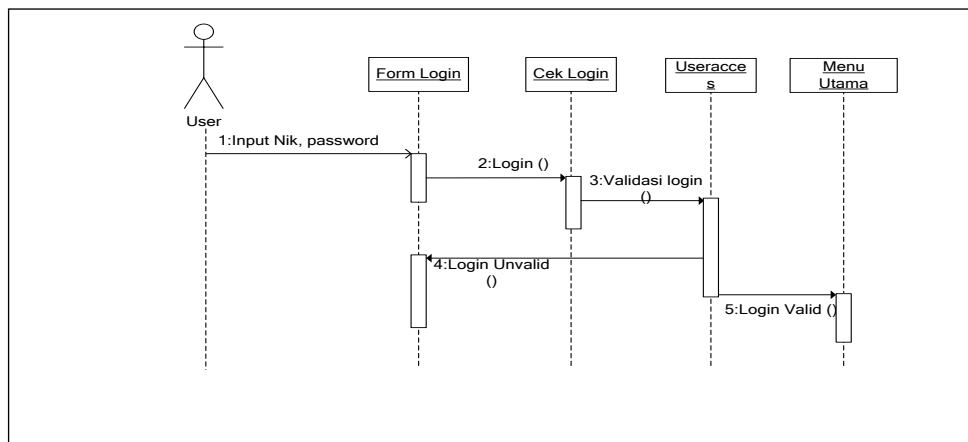 User
Form Login
Cek Login
Useracce
s
Menu
Utama
1:Input Nik, password
2:Login ()
3:Validasi login
()
4:Login Unvalid
()
5:Login Valid ()